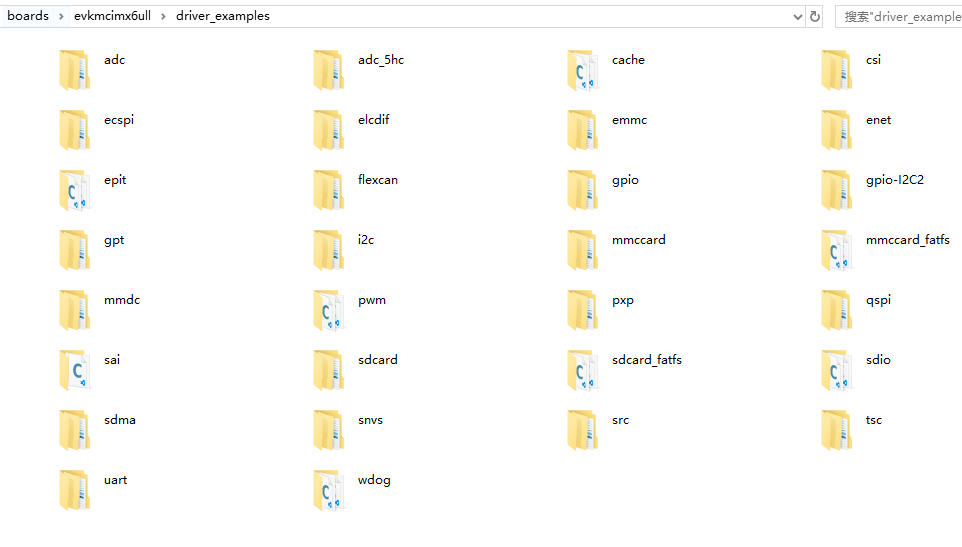 boards > evkmcimx6ull > driver_examples 搜索"driver_example
adc adc_5hc cache csi
ecspi elcdif emmc enet
epit flexcan gpio gpio-I2C2
gpt i2c mmccard mmccard_fatfs
mmdc pwm pxp qspi
sai sdcard sdcard_fatfs sdio
sdma snvs src tsc
uart wdog